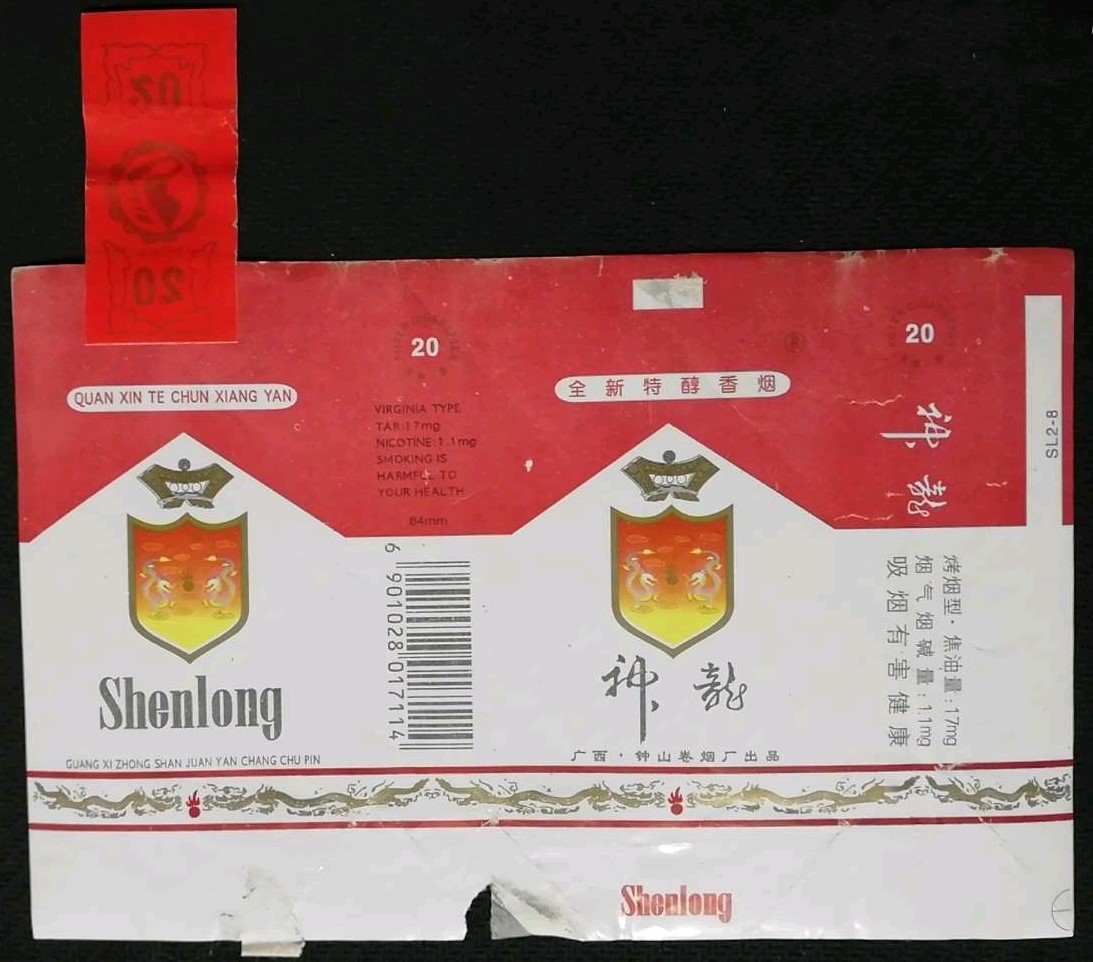 20
20
QUAN XIN TE CHUN XIANG YAN
Shenlong
GUANG XI ZHONG SHAN JUAN YAN CHANG CHU PIN
20
VIRGINIA TYPE
TAR:17mg
NICOTINE:1.1mg
SMOKING IS
HARMFUL TO
YOUR HEALTH
84mm
6 901028 017114
®
全新特醇香烟
神龙
广西·钟山卷烟厂出品
Shenlong
20
神龙
烤烟型·焦油量:17mg
烟气烟碱量:1.1mg
吸烟有害健康
SL2-8